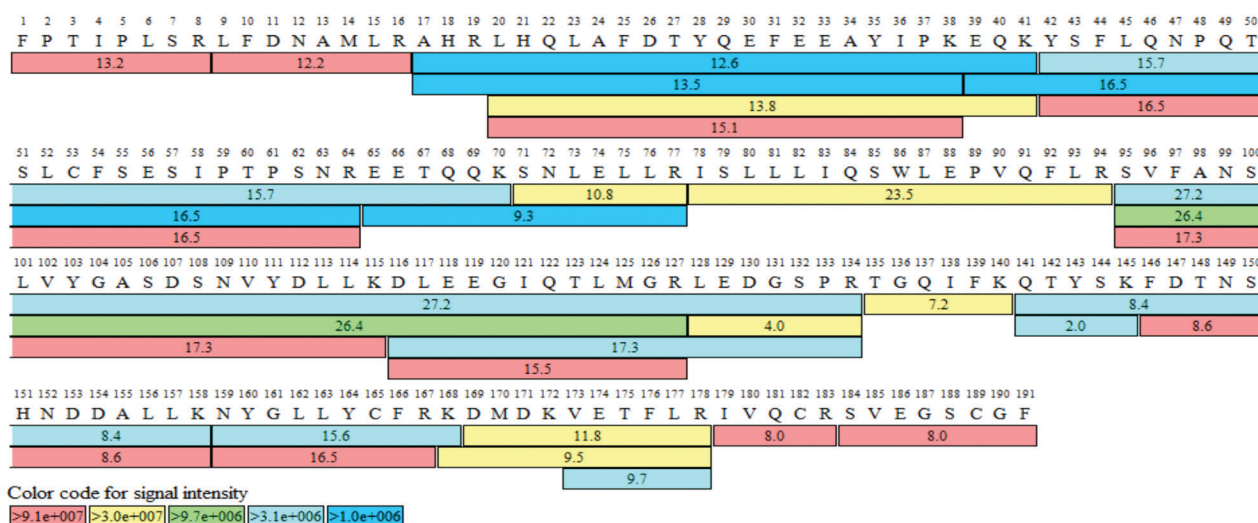 1 2 3 4 5 6 7 8 9 10 11 12 13 14 15 16 17 18 19 20 21 22 23 24 25 26 27 28 29 30 31 32 33 34 35 36 37 38 39 40 41 42 43 44 45 46 47 48 49 50
F P T I P L S R L F D N A M L R A H R L H Q L A F D T Y Q E F E E A Y I P K E Q K Y S F L Q N P Q T
13.2 12.2 12.6 15.7
13.5 16.5
13.8 16.5
15.1
51 52 53 54 55 56 57 58 59 60 61 62 63 64 65 66 67 68 69 70 71 72 73 74 75 76 77 78 79 80 81 82 83 84 85 86 87 88 89 90 91 92 93 94 95 96 97 98 99 100
S L C F S E S I P T P S N R E E T Q Q K S N L E L L R I S L L L I Q S W L E P V Q F L R S V F A N S
15.7 10.8 23.5 27.2
16.5 9.3 26.4
16.5 17.3
101 102 103 104 105 106 107 108 109 110 111 112 113 114 115 116 117 118 119 120 121 122 123 124 125 126 127 128 129 130 131 132 133 134 135 136 137 138 139 140 141 142 143 144 145 146 147 148 149 150
L V Y G A S D S N V Y D L L K D L E E G I Q T L M G R L E D G S P R T G Q I F K Q T Y S K F D T N S
27.2 7.2 8.4
26.4 4.0 2.0 8.6
17.3 17.3
15.5
151 152 153 154 155 156 157 158 159 160 161 162 163 164 165 166 167 168 169 170 171 172 173 174 175 176 177 178 179 180 181 182 183 184 185 186 187 188 189 190 191
H N D D A L L K N Y G L L Y C F R K D M D K V E T F L R I V Q C R S V E G S C G F
8.4 15.6 11.8 8.0 8.0
8.6 16.5 9.5
9.7
Color code for signal intensity
>9.1e+007 >3.0e+007 >9.7e+006 >3.1e+006 >1.0e+006